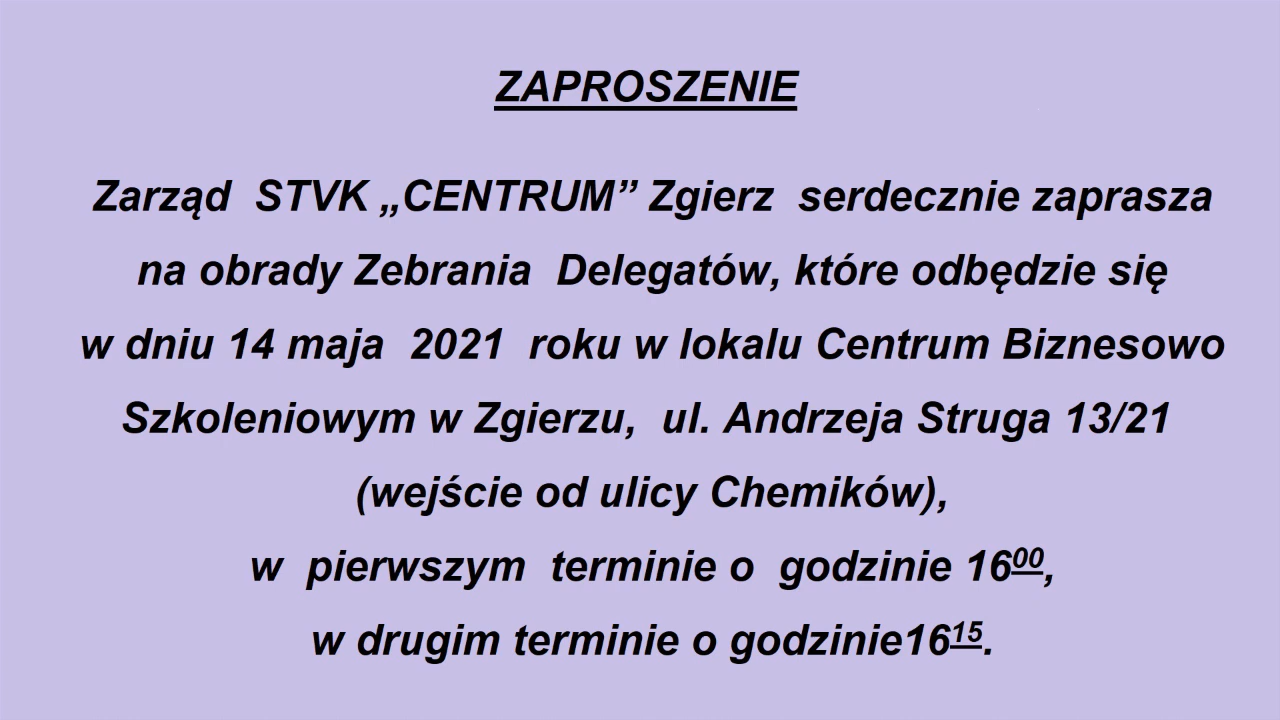 ZAPROSZENIE
Zarząd STVK „CENTRUM” Zgierz serdecznie zaprasza
na obrady Zebrania Delegatów, które odbędzie się
w dniu 14 maja 2021 roku w lokalu Centrum Biznesowo
Szkoleniowym w Zgierzu, ul. Andrzeja Struga 13/21
(wejście od ulicy Chemików),
w pierwszym terminie o godzinie 16⁰⁰,
w drugim terminie o godzinie16¹⁵.